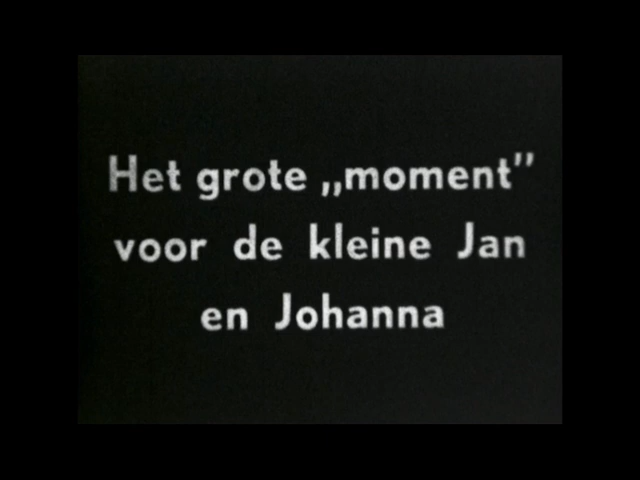 Het grote „moment”
voor de kleine Jan
en Johanna